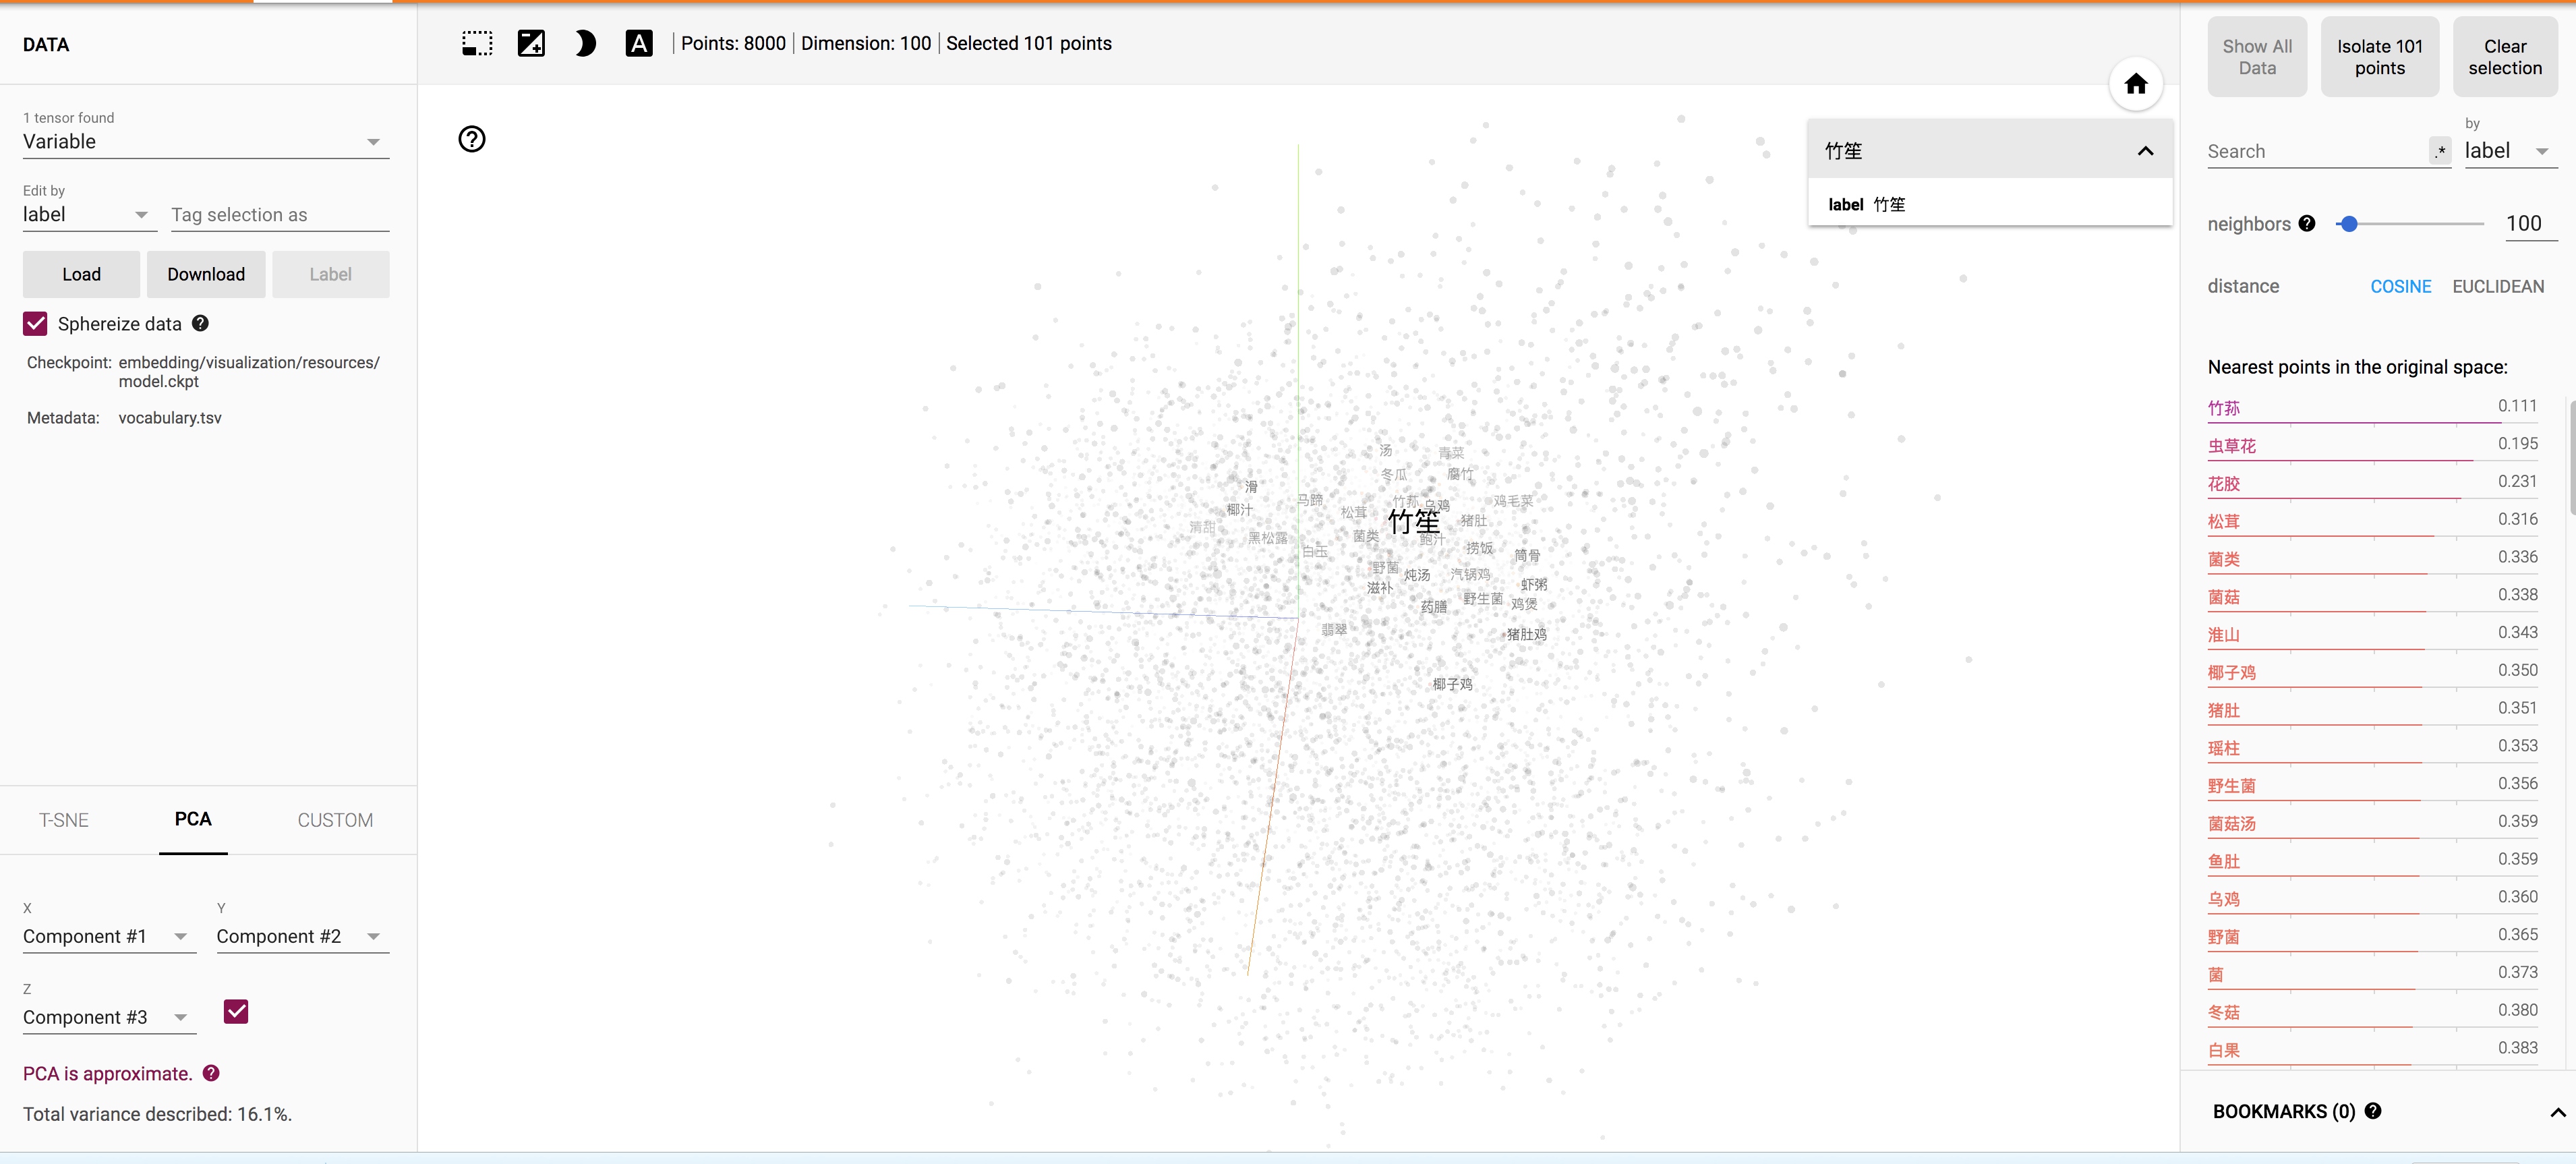 DATA
Points: 8000 | Dimension: 100 | Selected 101 points
1 tensor found
Variable
Edit by
label
Tag selection as
Load
Download
Label
Sphereize data
Checkpoint: embedding/visualization/resources/
model.ckpt
Metadata: vocabulary.tsv
T-SNE
PCA
CUSTOM
X
Component #1
Y
Component #2
Z
Component #3
PCA is approximate.
Total variance described: 16.1%.
竹笙
label 竹笙
汤
青菜
冬瓜
腐竹
滑
马蹄
竹荪
乌鸡
鸡毛菜
椰汁
松茸
竹笙
猪肚
清甜
黑松露
菌类
鲍汁
白玉
捞饭
筒骨
野菌
炖汤
汽锅鸡
滋补
虾粥
药膳
野生菌
鸡煲
翡翠
猪肚鸡
椰子鸡
Show All
Data
Isolate 101
points
Clear
selection
Search
.*
by
label
neighbors
100
distance
COSINE
EUCLIDEAN
Nearest points in the original space:
竹荪 0.111
虫草花 0.195
花胶 0.231
松茸 0.316
菌类 0.336
菌菇 0.338
淮山 0.343
椰子鸡 0.350
猪肚 0.351
瑶柱 0.353
野生菌 0.356
菌菇汤 0.359
鱼肚 0.359
乌鸡 0.360
野菌 0.365
菌 0.373
冬菇 0.380
白果 0.383
BOOKMARKS (0)